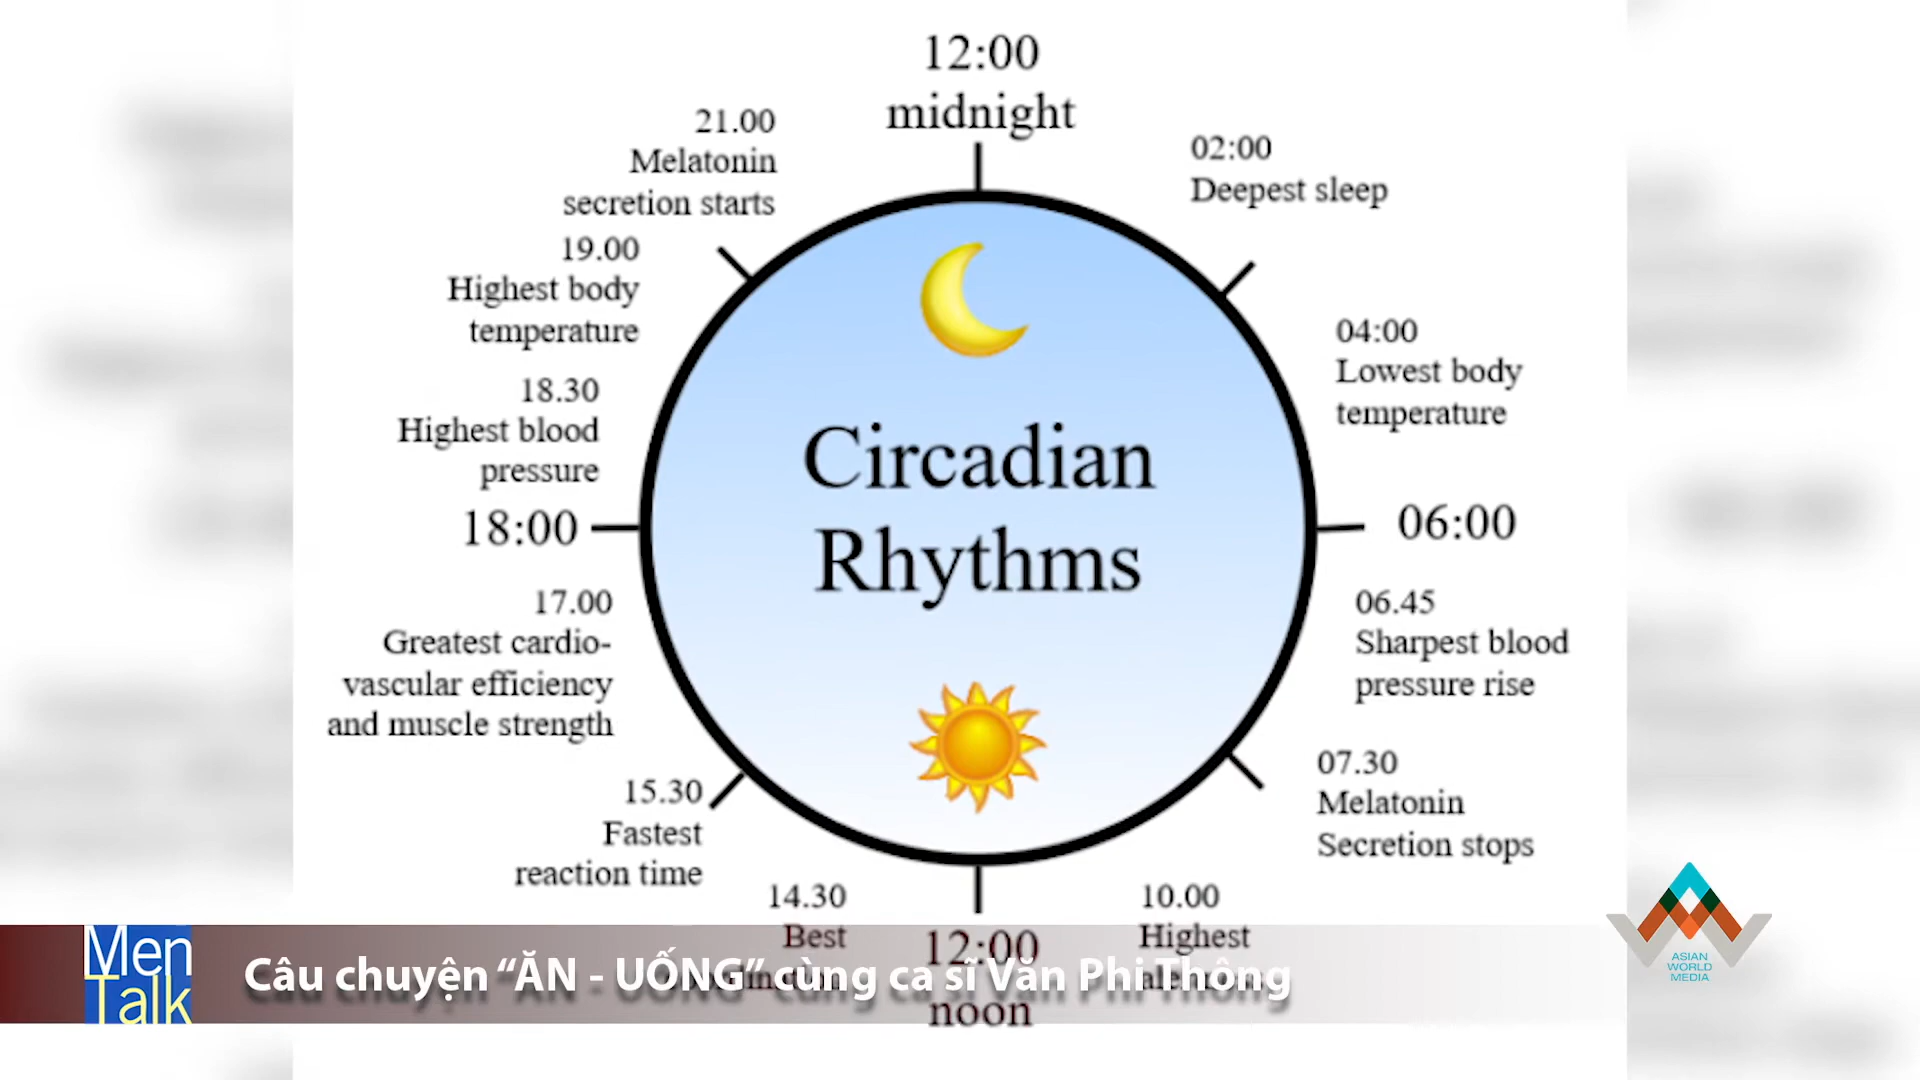 12:00
midnight
21.00
Melatonin
secretion starts
02:00
Deepest sleep
19.00
Highest body
temperature
04:00
Lowest body
temperature
18.30
Highest blood
pressure
Circadian
Rhythms
18:00
06:00
17.00
Greatest cardio-
vascular efficiency
and muscle strength
06.45
Sharpest blood
pressure rise
15.30
Fastest
reaction time
07.30
Melatonin
Secretion stops
14.30
Best
12:00
noon
10.00
Highest
Men
Talk
Câu chuyện “ĂN - UỐNG” cùng ca sĩ Văn Phi Thông
ASIAN
WORLD
MEDIA